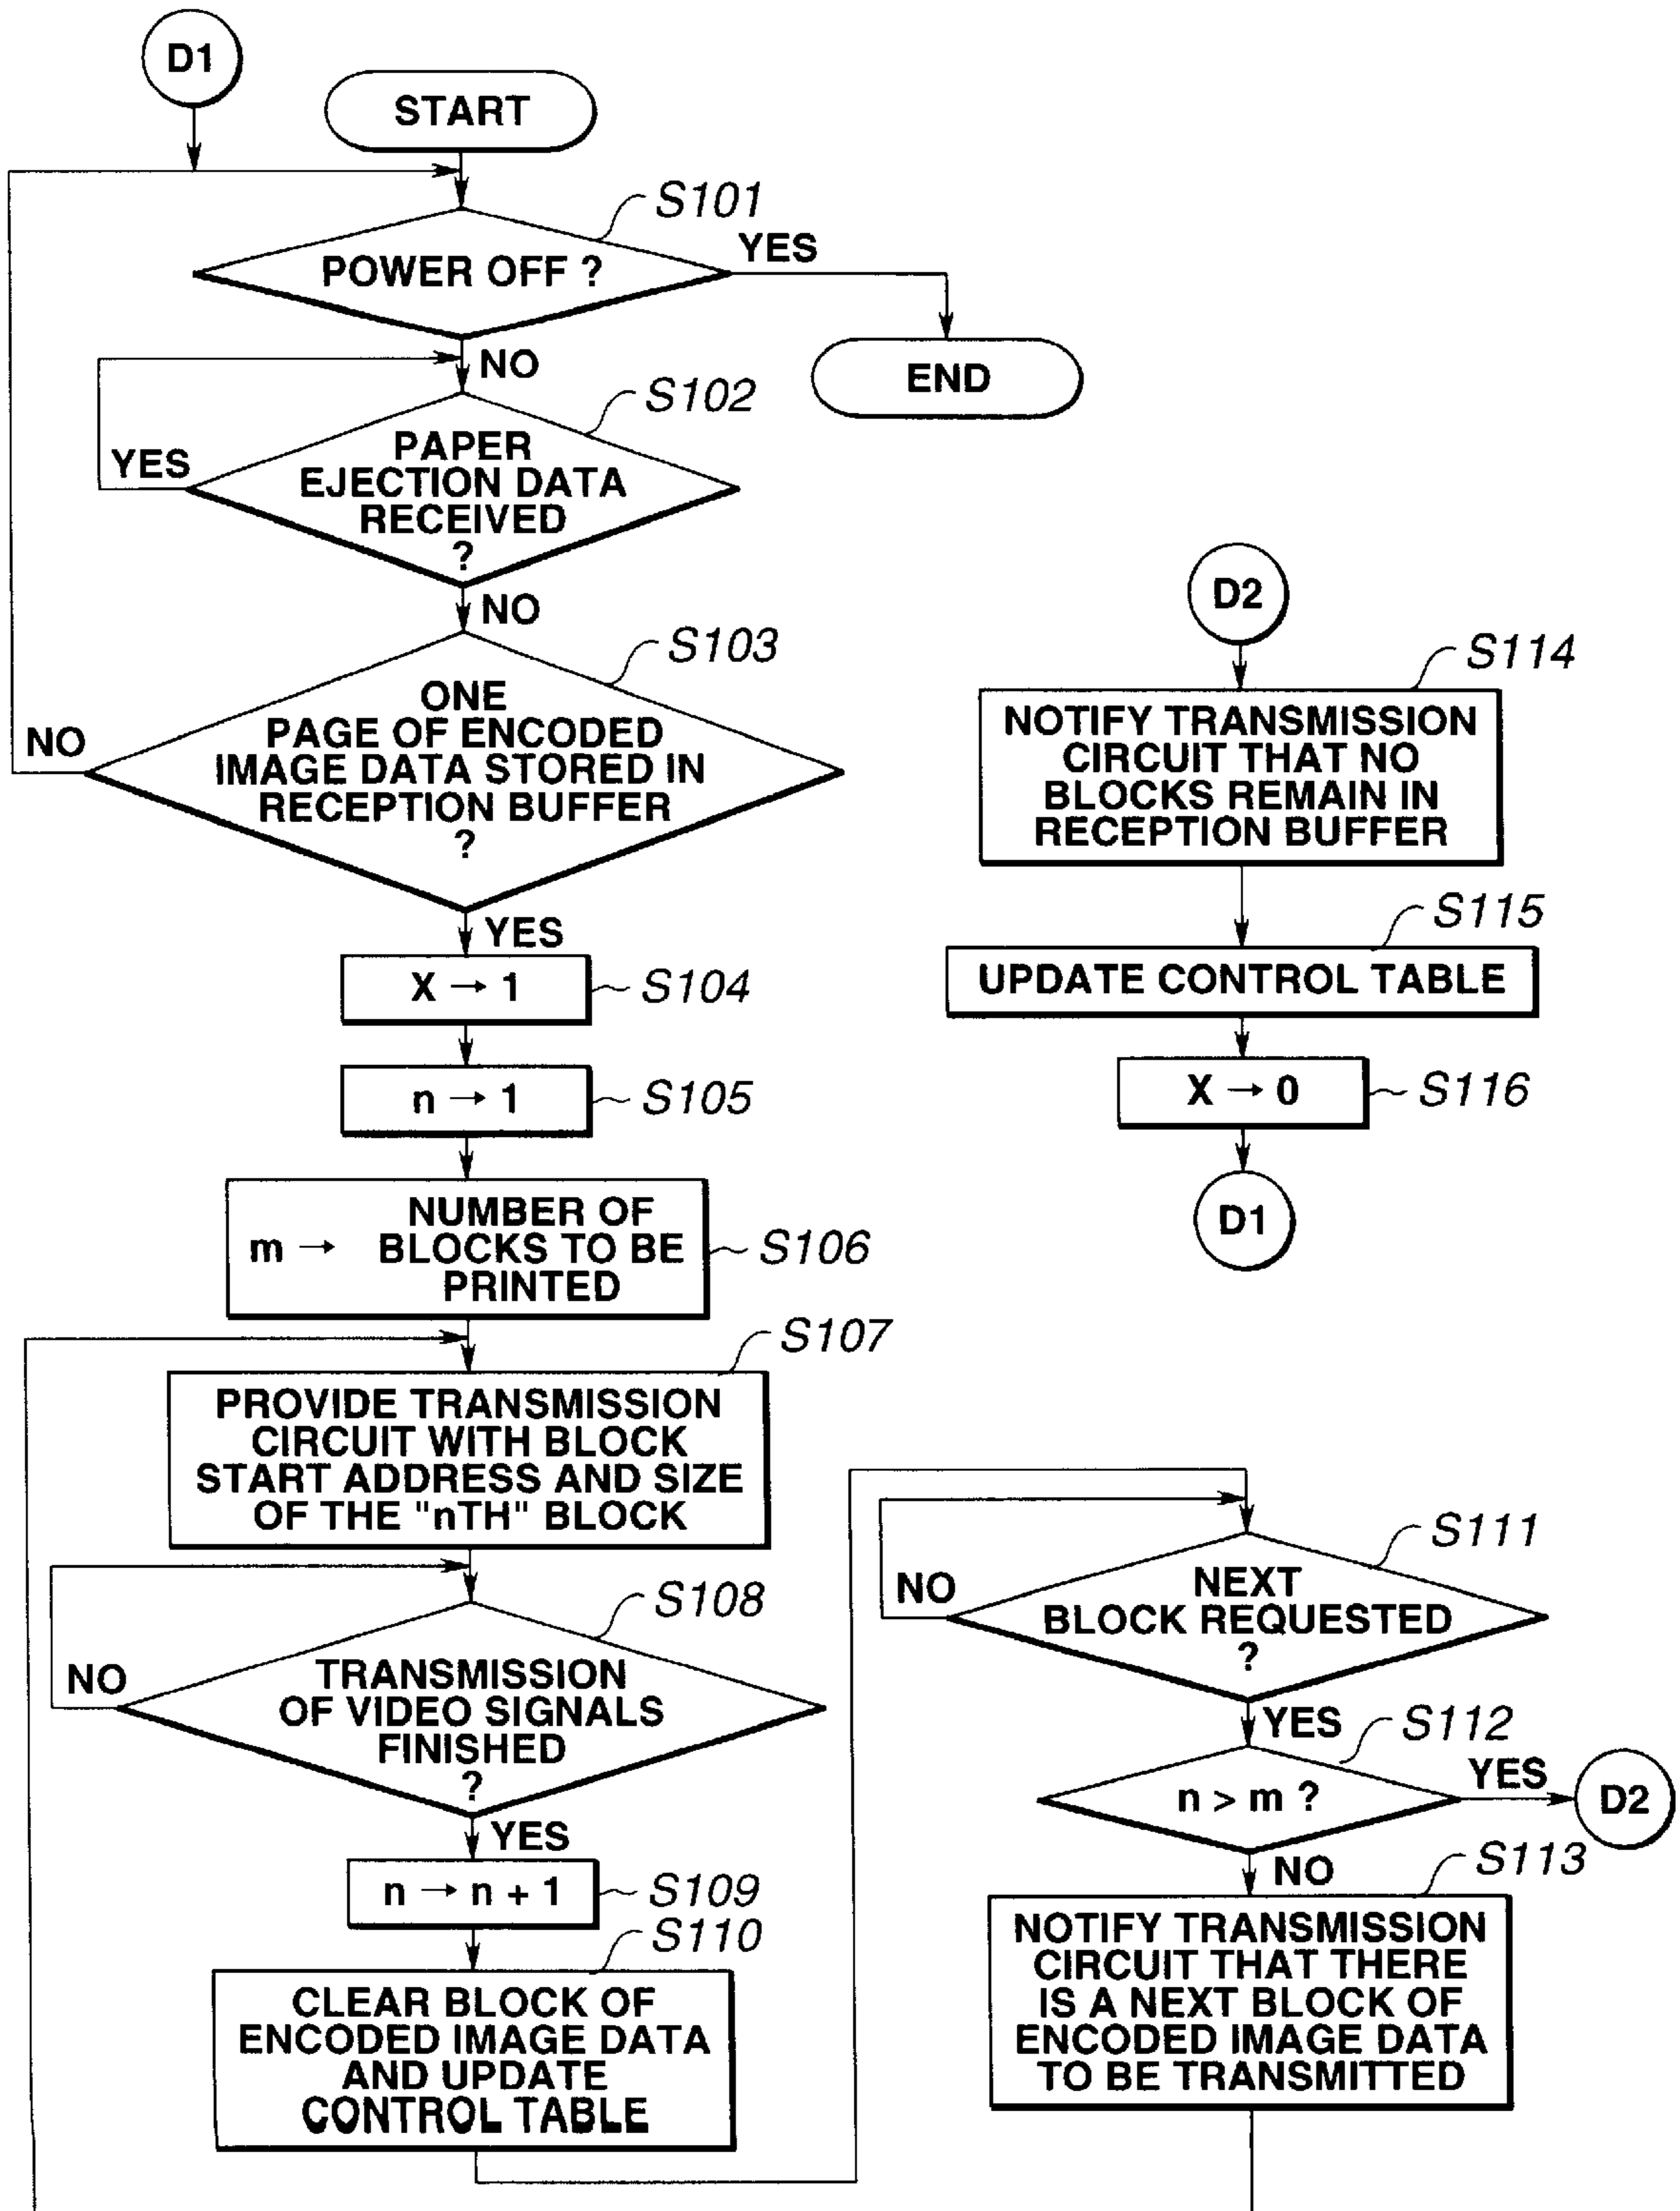 D1
START
S101
POWER OFF ?
YES
END
NO
S102
PAPER
EJECTION DATA
RECEIVED
?
YES
NO
S103
ONE
PAGE OF ENCODED
IMAGE DATA STORED IN
RECEPTION BUFFER
?
NO
YES
X → 1
S104
n → 1
S105
m → NUMBER OF
BLOCKS TO BE
PRINTED
S106
S107
PROVIDE TRANSMISSION
CIRCUIT WITH BLOCK
START ADDRESS AND SIZE
OF THE "nTH" BLOCK
S108
TRANSMISSION
OF VIDEO SIGNALS
FINISHED
?
NO
YES
n → n + 1
S109
S110
CLEAR BLOCK OF
ENCODED IMAGE DATA
AND UPDATE
CONTROL TABLE
S111
NEXT
BLOCK REQUESTED
?
NO
YES
S112
n > m ?
YES
D2
NO
S113
NOTIFY TRANSMISSION
CIRCUIT THAT THERE
IS A NEXT BLOCK OF
ENCODED IMAGE DATA
TO BE TRANSMITTED
D2
S114
NOTIFY TRANSMISSION
CIRCUIT THAT NO
BLOCKS REMAIN IN
RECEPTION BUFFER
S115
UPDATE CONTROL TABLE
X → 0
S116
D1